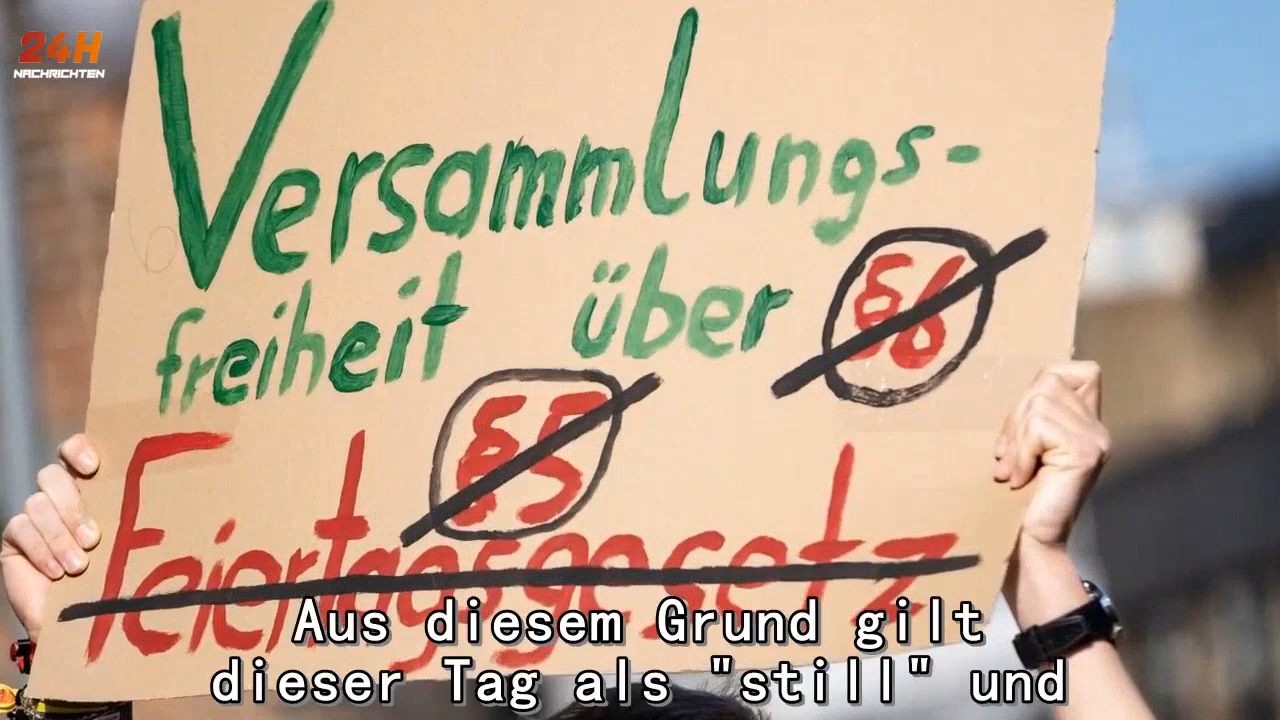 24H
NACHRICHTEN
Versammlungs-
freiheit über §6
§5
Feiertagsgesetz
Aus diesem Grund gilt
dieser Tag als "still" und